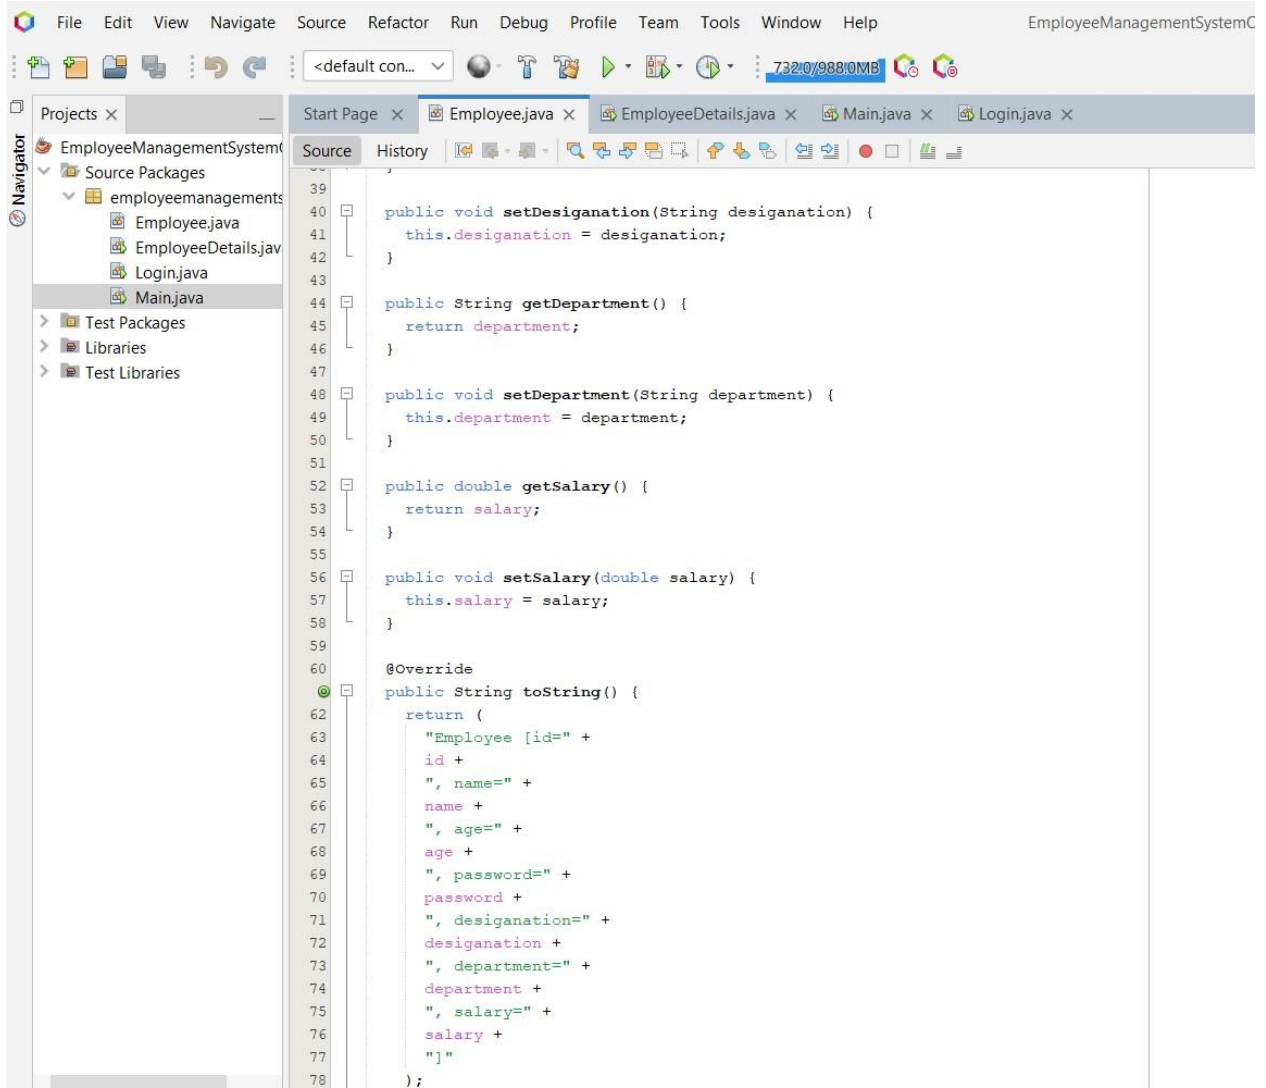 File Edit View Navigate Source Refactor Run Debug Profile Team Tools Window Help EmployeeManagementSystemC
<default con... 732.0/988.0MB
Projects
Start Page Employee.java EmployeeDetails.java Main.java Login.java
Navigator
Source History
EmployeeManagementSystem
Source Packages
employeemanagements
Employee.java
EmployeeDetails.jav
Login.java
Main.java
Test Packages
Libraries
Test Libraries
39
40 public void setDesiganation(String desiganation) {
41 this.desiganation = desiganation;
42 }
43
44 public String getDepartment() {
45 return department;
46 }
47
48 public void setDepartment(String department) {
49 this.department = department;
50 }
51
52 public double getSalary() {
53 return salary;
54 }
55
56 public void setSalary(double salary) {
57 this.salary = salary;
58 }
59
60 @Override
public String toString() {
62 return (
63 "Employee [id=" +
64 id +
65 ", name=" +
66 name +
67 ", age=" +
68 age +
69 ", password=" +
70 password +
71 ", desiganation=" +
72 desiganation +
73 ", department=" +
74 department +
75 ", salary=" +
76 salary +
77 "]"
78 );